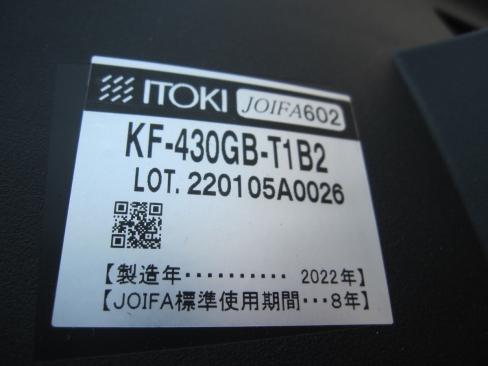 ITOKI JOIFA602
KF-430GB-T1B2
LOT. 220105A0026
【製造年·········· 2022年】
【JOIFA標準使用期間···8年】